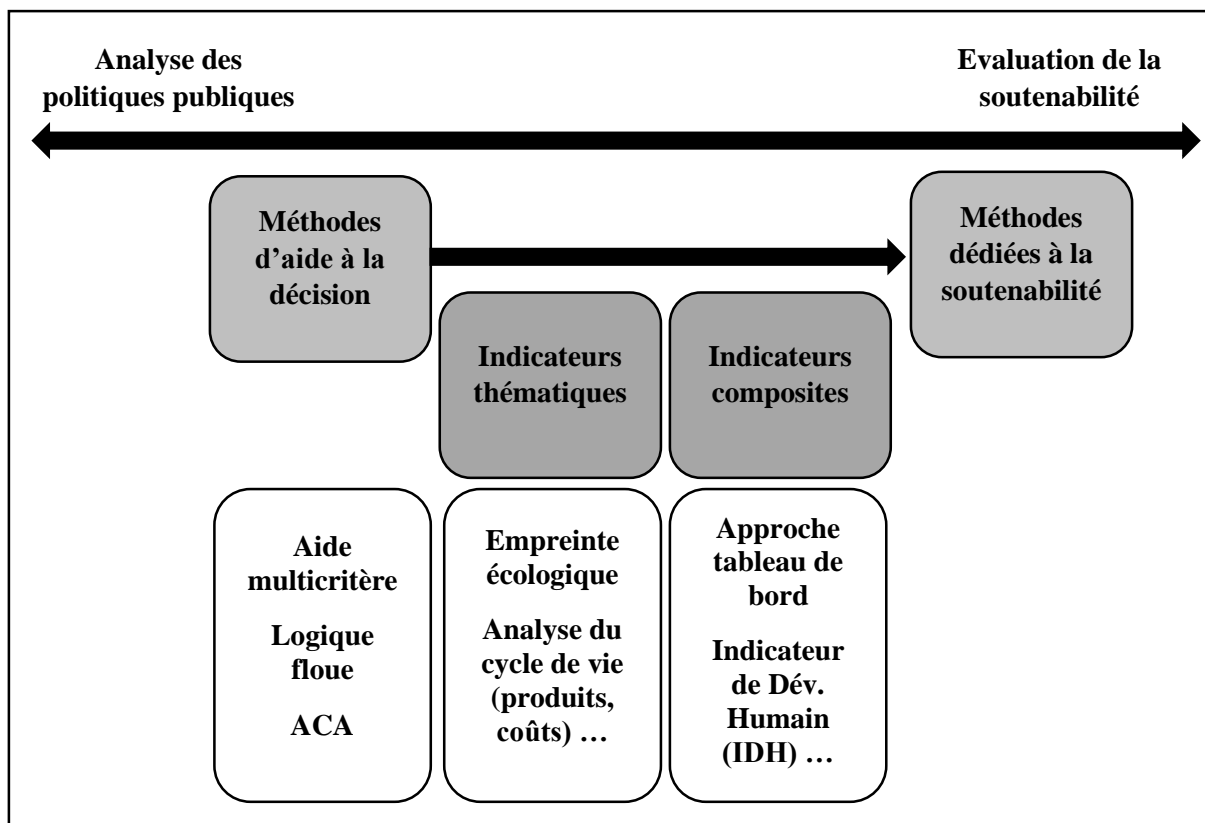 Analyse des
politiques publiques
Evaluation de la
soutenabilité
Méthodes
d’aide à la
décision
Méthodes
dédiées à la
soutenabilité
Indicateurs
thématiques
Indicateurs
composites
Aide
multicritère
Logique
floue
ACA
Empreinte
écologique
Analyse du
cycle de vie
(produits,
coûts) …
Approche
tableau de
bord
Indicateur
de Dév.
Humain
(IDH) …